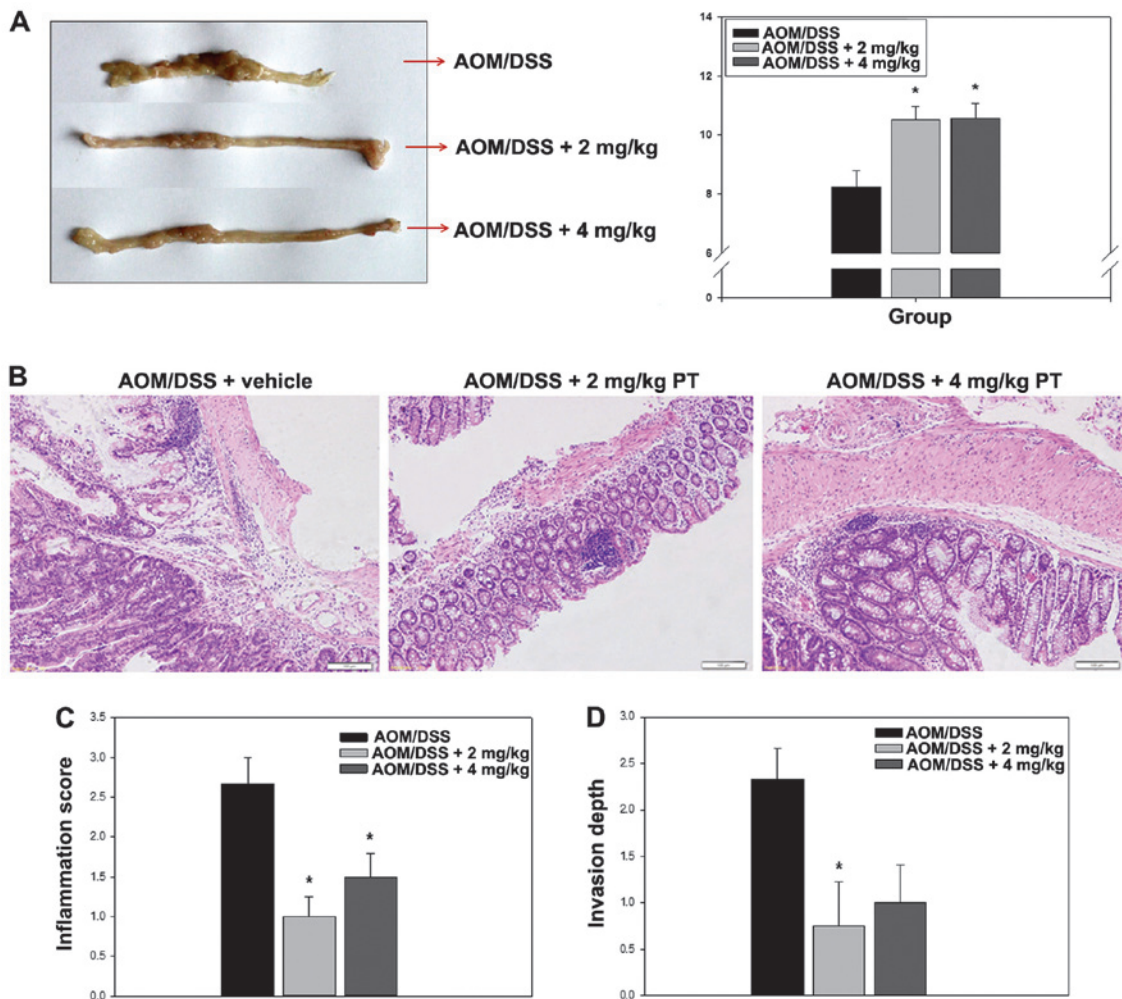 A
AOM/DSS
AOM/DSS + 2 mg/kg
AOM/DSS + 4 mg/kg
14
12
10
8
6
0
AOM/DSS
AOM/DSS + 2 mg/kg
AOM/DSS + 4 mg/kg
*
*
Group
B
AOM/DSS + vehicle
AOM/DSS + 2 mg/kg PT
AOM/DSS + 4 mg/kg PT
C
Inflammation score
3.5
3.0
2.5
2.0
1.5
1.0
0.5
0.0
AOM/DSS
AOM/DSS + 2 mg/kg
AOM/DSS + 4 mg/kg
*
*
D
Invasion depth
3.0
2.5
2.0
1.5
1.0
0.5
0.0
AOM/DSS
AOM/DSS + 2 mg/kg
AOM/DSS + 4 mg/kg
*